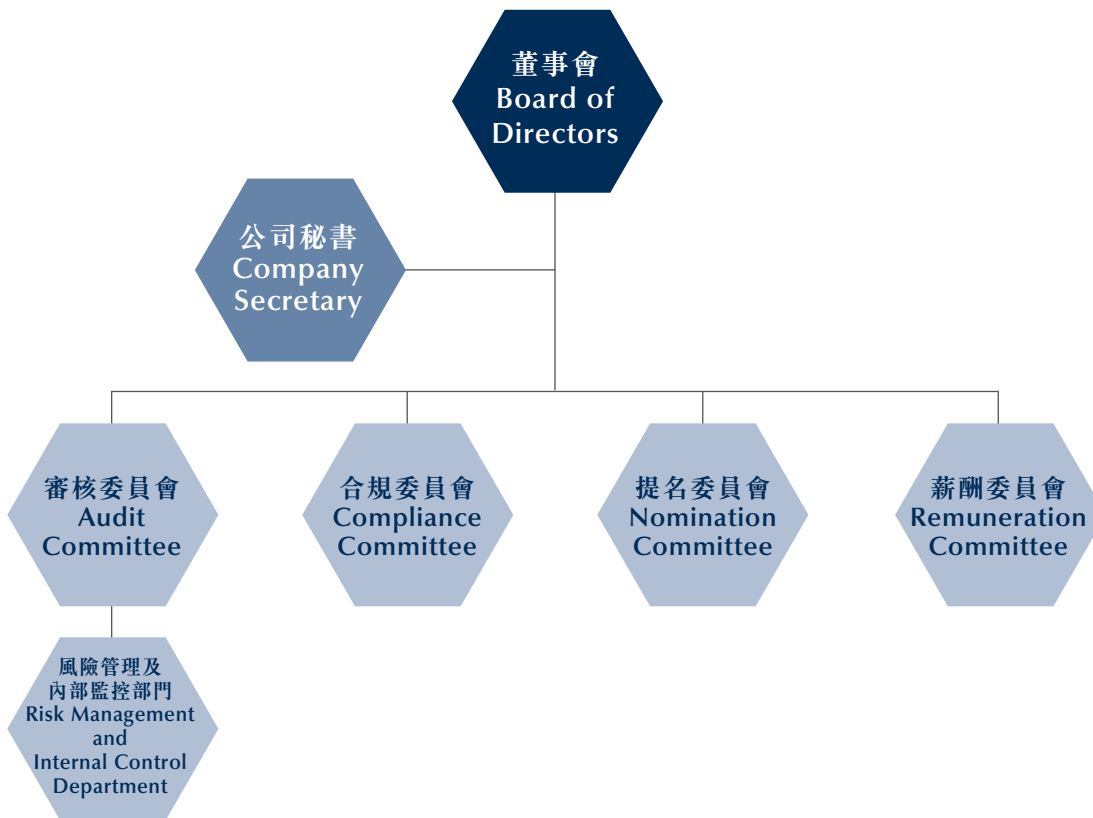 董事會
Board of
Directors
公司秘書
Company
Secretary
審核委員會
Audit
Committee
合規委員會
Compliance
Committee
提名委員會
Nomination
Committee
薪酬委員會
Remuneration
Committee
風險管理及
內部監控部門
Risk Management
and
Internal Control
Department